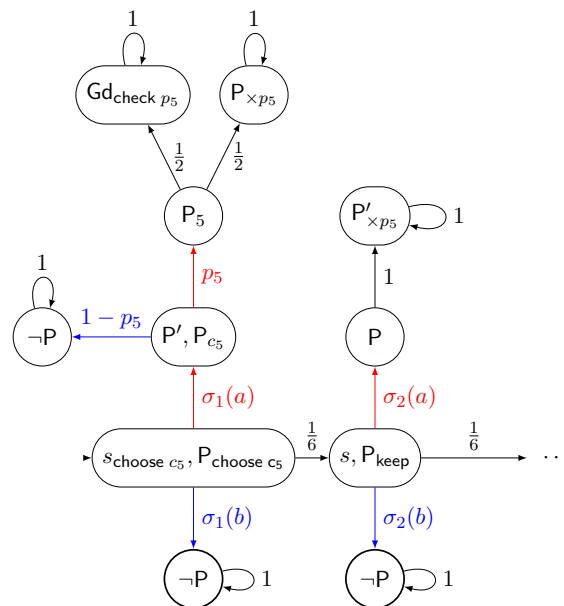 1 1
Gd_check p₅ P_×p₅
1/2 1/2
P₅ P′_×p₅ 1
1 p₅ 1
¬P 1 − p₅ P′, P_c₅ P
σ₁(a) σ₂(a)
s_choose c₅, P_choose c₅ 1/6 s, P_keep 1/6 ··
σ₁(b) σ₂(b)
¬P 1 ¬P 1